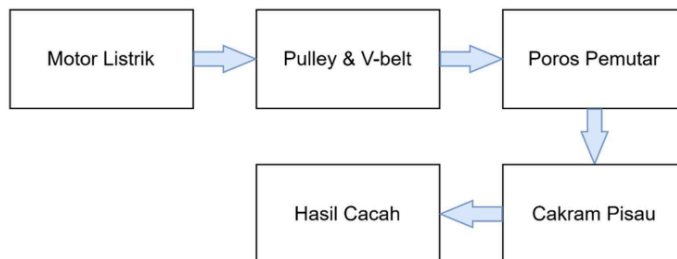 Motor Listrik
Pulley & V-belt
Poros Pemutar
Cakram Pisau
Hasil Cacah